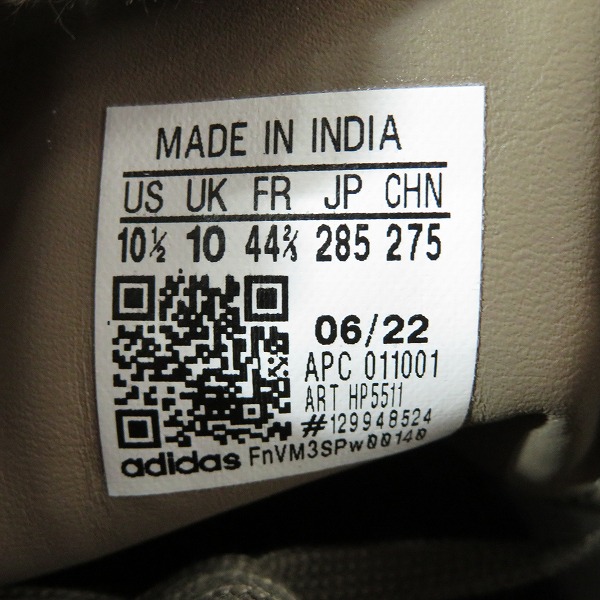 MADE IN INDIA
US UK FR JP CHN
10½ 10 44⅔ 285 275
06/22
APC 011001
ART HP5511
#129948524
adidas FnVM3SPw00140